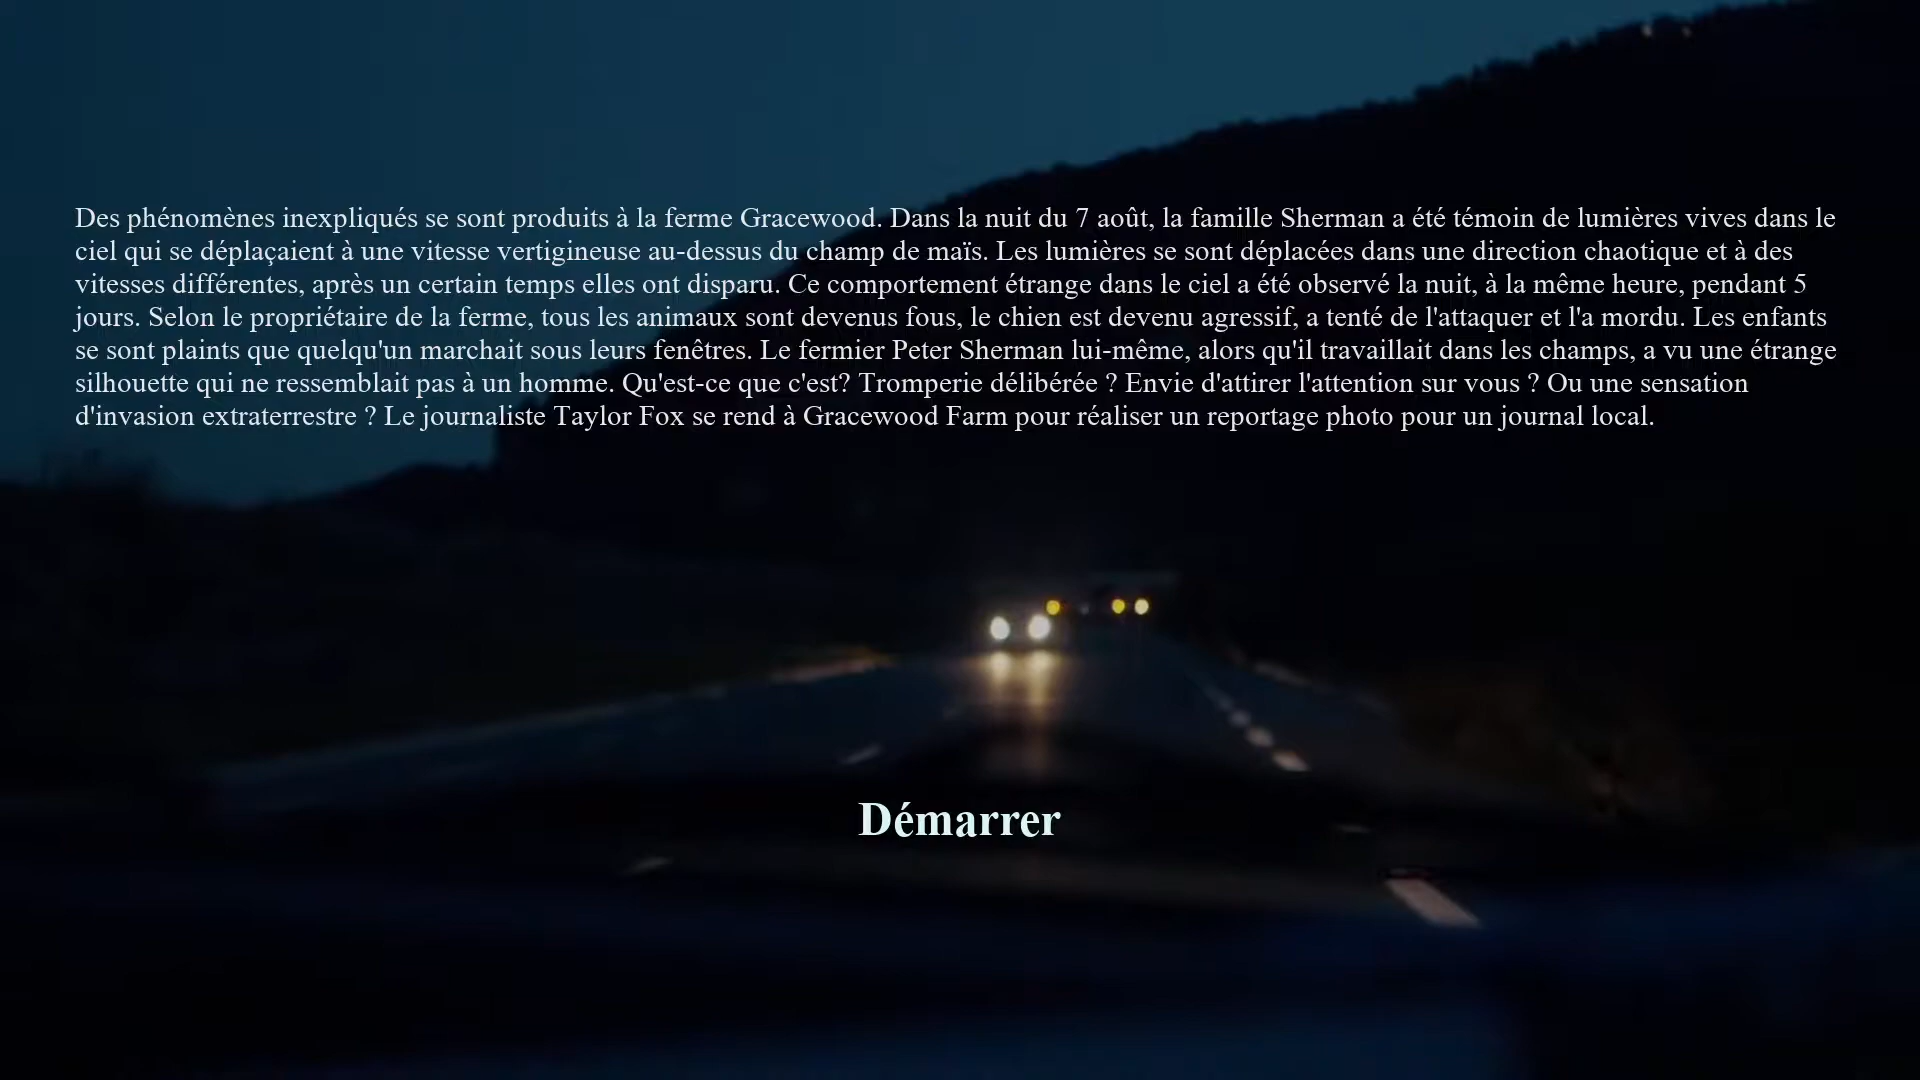 Des phénomènes inexpliqués se sont produits à la ferme Gracewood. Dans la nuit du 7 août, la famille Sherman a été témoin de lumières vives dans le
ciel qui se déplaçaient à une vitesse vertigineuse au-dessus du champ de maïs. Les lumières se sont déplacées dans une direction chaotique et à des
vitesses différentes, après un certain temps elles ont disparu. Ce comportement étrange dans le ciel a été observé la nuit, à la même heure, pendant 5
jours. Selon le propriétaire de la ferme, tous les animaux sont devenus fous, le chien est devenu agressif, a tenté de l'attaquer et l'a mordu. Les enfants
se sont plaints que quelqu'un marchait sous leurs fenêtres. Le fermier Peter Sherman lui-même, alors qu'il travaillait dans les champs, a vu une étrange
silhouette qui ne ressemblait pas à un homme. Qu'est-ce que c'est? Tromperie délibérée ? Envie d'attirer l'attention sur vous ? Ou une sensation
d'invasion extraterrestre ? Le journaliste Taylor Fox se rend à Gracewood Farm pour réaliser un reportage photo pour un journal local.
Démarrer